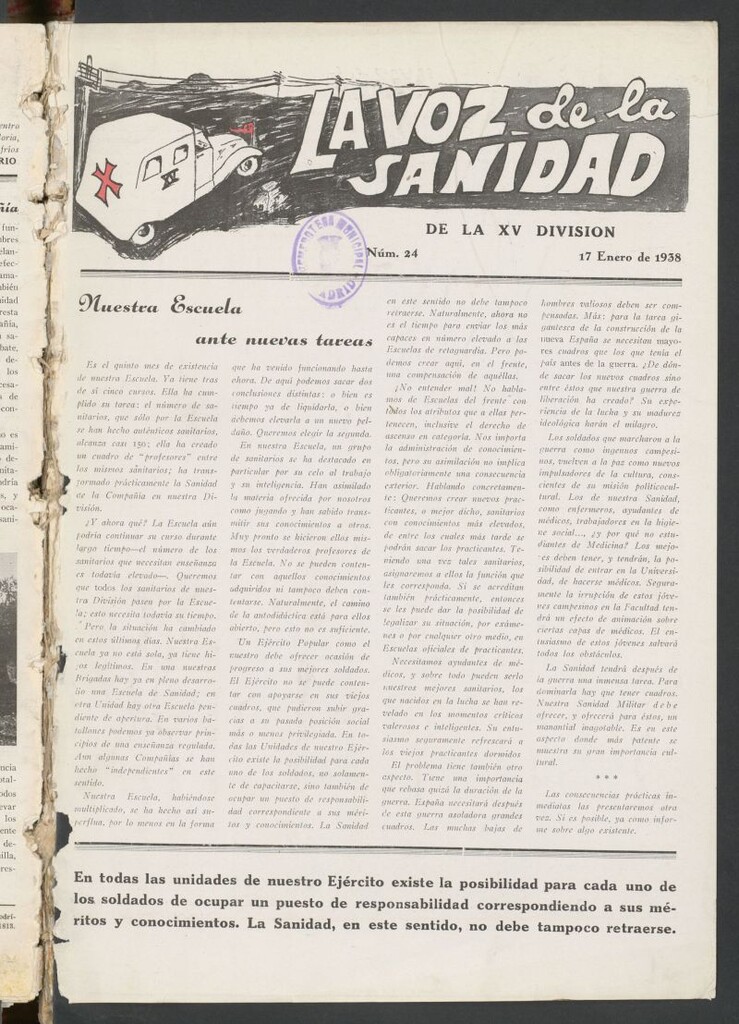 LA VOZ de la
SANIDAD
XV
DE LA XV DIVISION
HEMEROTECA MUNICIPAL
MADRID
Núm. 24
17 Enero de 1938
Nuestra Escuela
ante nuevas tareas
Es el quinto mes de existencia
de nuestra Escuela. Ya tiene tras
de sí cinco cursos. Ella ha cum-
plido su tarea: el número de sa-
nitarios, que sólo por la Escuela
se han hecho auténticos sanitarios,
alcanza casi 150; ella ha creado
un cuadro de "profesores" entre
los mismos sanitarios; ha trans-
formado prácticamente la Sanidad
de la Compañía en nuestra Di-
visión.
¿Y ahora qué? La Escuela aún
podría continuar su curso durante
largo tiempo—el número de los
sanitarios que necesitan enseñanza
es todavía elevado—. Queremos
que todos los sanitarios de nues-
tra División pasen por la Escue-
la; esto necesita todavía su tiempo.
Pero la situación ha cambiado
en estos últimos días. Nuestra Es-
cuela ya no está sola, ya tiene hi-
jos legítimos. En una nuestras
Brigadas hay ya en pleno desarro-
llo una Escuela de Sanidad; en
otra Unidad hay otra Escuela pen-
diente de apertura. En varios ba-
tallones podemos ya observar prin-
cipios de una enseñanza regulada.
Aun algunas Compañías se han
hecho "independientes" en este
sentido.
Nuestra Escuela, habiéndose
multiplicado, se ha hecho así su-
perflua, por lo menos en la forma
que ha venido funcionando hasta
ahora. De aquí podemos sacar dos
conclusiones distintas: o bien es
tiempo ya de liquidarla, o bien
debemos elevarla a un nuevo pel-
daño. Queremos elegir la segunda.
En nuestra Escuela, un grupo
de sanitarios se ha destacado en
particular por su celo al trabajo
y su inteligencia. Han asimilado
la materia ofrecida por nosotros
como jugando y han sabido trans-
mitir sus conocimientos a otros.
Muy pronto se hicieron ellos mis-
mos los verdaderos profesores de
la Escuela. No se pueden conten-
tar con aquellos conocimientos
adquiridos ni tampoco deben con-
tentarse. Naturalmente, el camino
de la autodidáctica está para ellos
abierto, pero esto no es suficiente.
Un Ejército Popular como el
nuestro debe ofrecer ocasión de
progreso a sus mejores soldados.
El Ejército no se puede conten-
tar con apoyarse en sus viejos
cuadros, que pudieron subir gra-
cias a su pasada posición social
más o menos privilegiada. En to-
das las Unidades de nuestro Ejér-
cito existe la posibilidad para cada
uno de los soldados, no solamen-
te de capacitarse, sino también de
ocupar un puesto de responsabili-
dad correspondiente a sus méri-
tos y conocimientos. La Sanidad
en este sentido no debe tampoco
retraerse. Naturalmente, ahora no
es el tiempo para enviar los más
capaces en número elevado a las
Escuelas de retaguardia. Pero po-
demos crear aquí, en el frente,
una compensación de aquéllas.
¡No entender mal! No habla-
mos de Escuelas del frente con
todos los atributos que a ellas per-
tenecen, inclusive el derecho de
ascenso en categoría. Nos importa
la administración de conocimien-
tos, pero su asimilación no implica
obligatoriamente una consecuencia
exterior. Hablando concretamen-
te: Queremos crear nuevos pracii-
cantes, o mejor dicho, sanitarios
con conocimientos más elevados,
de entre los cuales más tarde se
podrán sacar los practicantes. Te-
niendo una vez tales sanitarios,
asignaremos a ellos la función que
les corresponda. Si se acreditan
también prácticamente, entonces
se les puede dar la posibilidad de
legalizar su situación, por exáme-
nes o por cualquier otro medio, en
Escuelas oficiales de practicantes.
Necesitamos ayudantes de mé-
dicos, y sobre todo pueden serlo
nuestros mejores sanitarios, los
que nacidos en la lucha se han re-
velado en los momentos críticos
valerosos e inteligentes. Su entu-
siasmo seguramente refrescará a
los viejos practicantes dormidos
El problema tiene también otro
aspecto. Tiene una importancia
que rebasa quizá la duración de la
guerra. España necesitará después
de esta guerra asoladora grandes
cuadros. Las muchas bajas de
hombres valiosos deben ser com-
pensadas. Más: para la tarea gi-
gantesca de la construcción de la
nueva España se necesitan mayo-
res cuadros que los que tenía el
país antes de la guerra. ¿De dón-
de sacar los nuevos cuadros sino
entre éstos que nuestra guerra de
liberación ha creado? Su expe-
riencia de la lucha y su madurez
ideológica harán el milagro.
Los soldados que marcharon a la
guerra como ingenuos campesi-
nos, vuelven a la paz como nuevos
impulsores de la cultura, cons-
cientes de su misión políticocul-
tural. Los de nuestra Sanidad,
como enfermeros, ayudantes de
médicos, trabajadores en la higie-
ne social..., ¿y por qué no estu-
diantes de Medicina? Los mejo-
res deben tener, y tendrán, la po-
sibilidad de entrar en la Universi-
dad, de hacerse médicos. Segura-
mente la irrupción de estos jóve-
nes campesinos en la Facultad ten-
drá un efecto de animación sobre
ciertas capas de médicos. El en-
tusiasmo de estos jóvenes salvará
todos los obstáculos.
La Sanidad tendrá después de
la guerra una inmensa tarea. Para
dominarla hay que tener cuadros.
Nuestra Sanidad Militar debe
ofrecer, y ofrecerá para éstos, un
manantial inagotable. Es en este
aspecto donde más patente se
muestra su gran importancia cul-
tural.
* * *
Las consecuencias prácticas in-
mediatas las presentaremos otra
vez. Si es posible, ya como infor-
me sobre algo existente.
En todas las unidades de nuestro Ejército existe la posibilidad para cada uno de
los soldados de ocupar un puesto de responsabilidad correspondiendo a sus mé-
ritos y conocimientos. La Sanidad, en este sentido, no debe tampoco retraerse.